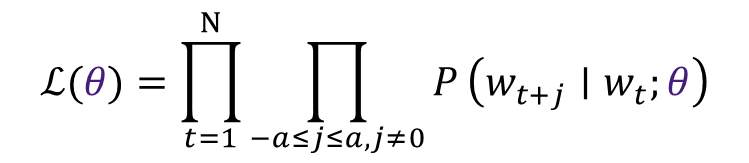 ℒ(θ) = ∏_{t=1}^{N} ∏_{-a≤j≤a, j≠0} P(w_{t+j} | w_t; θ)